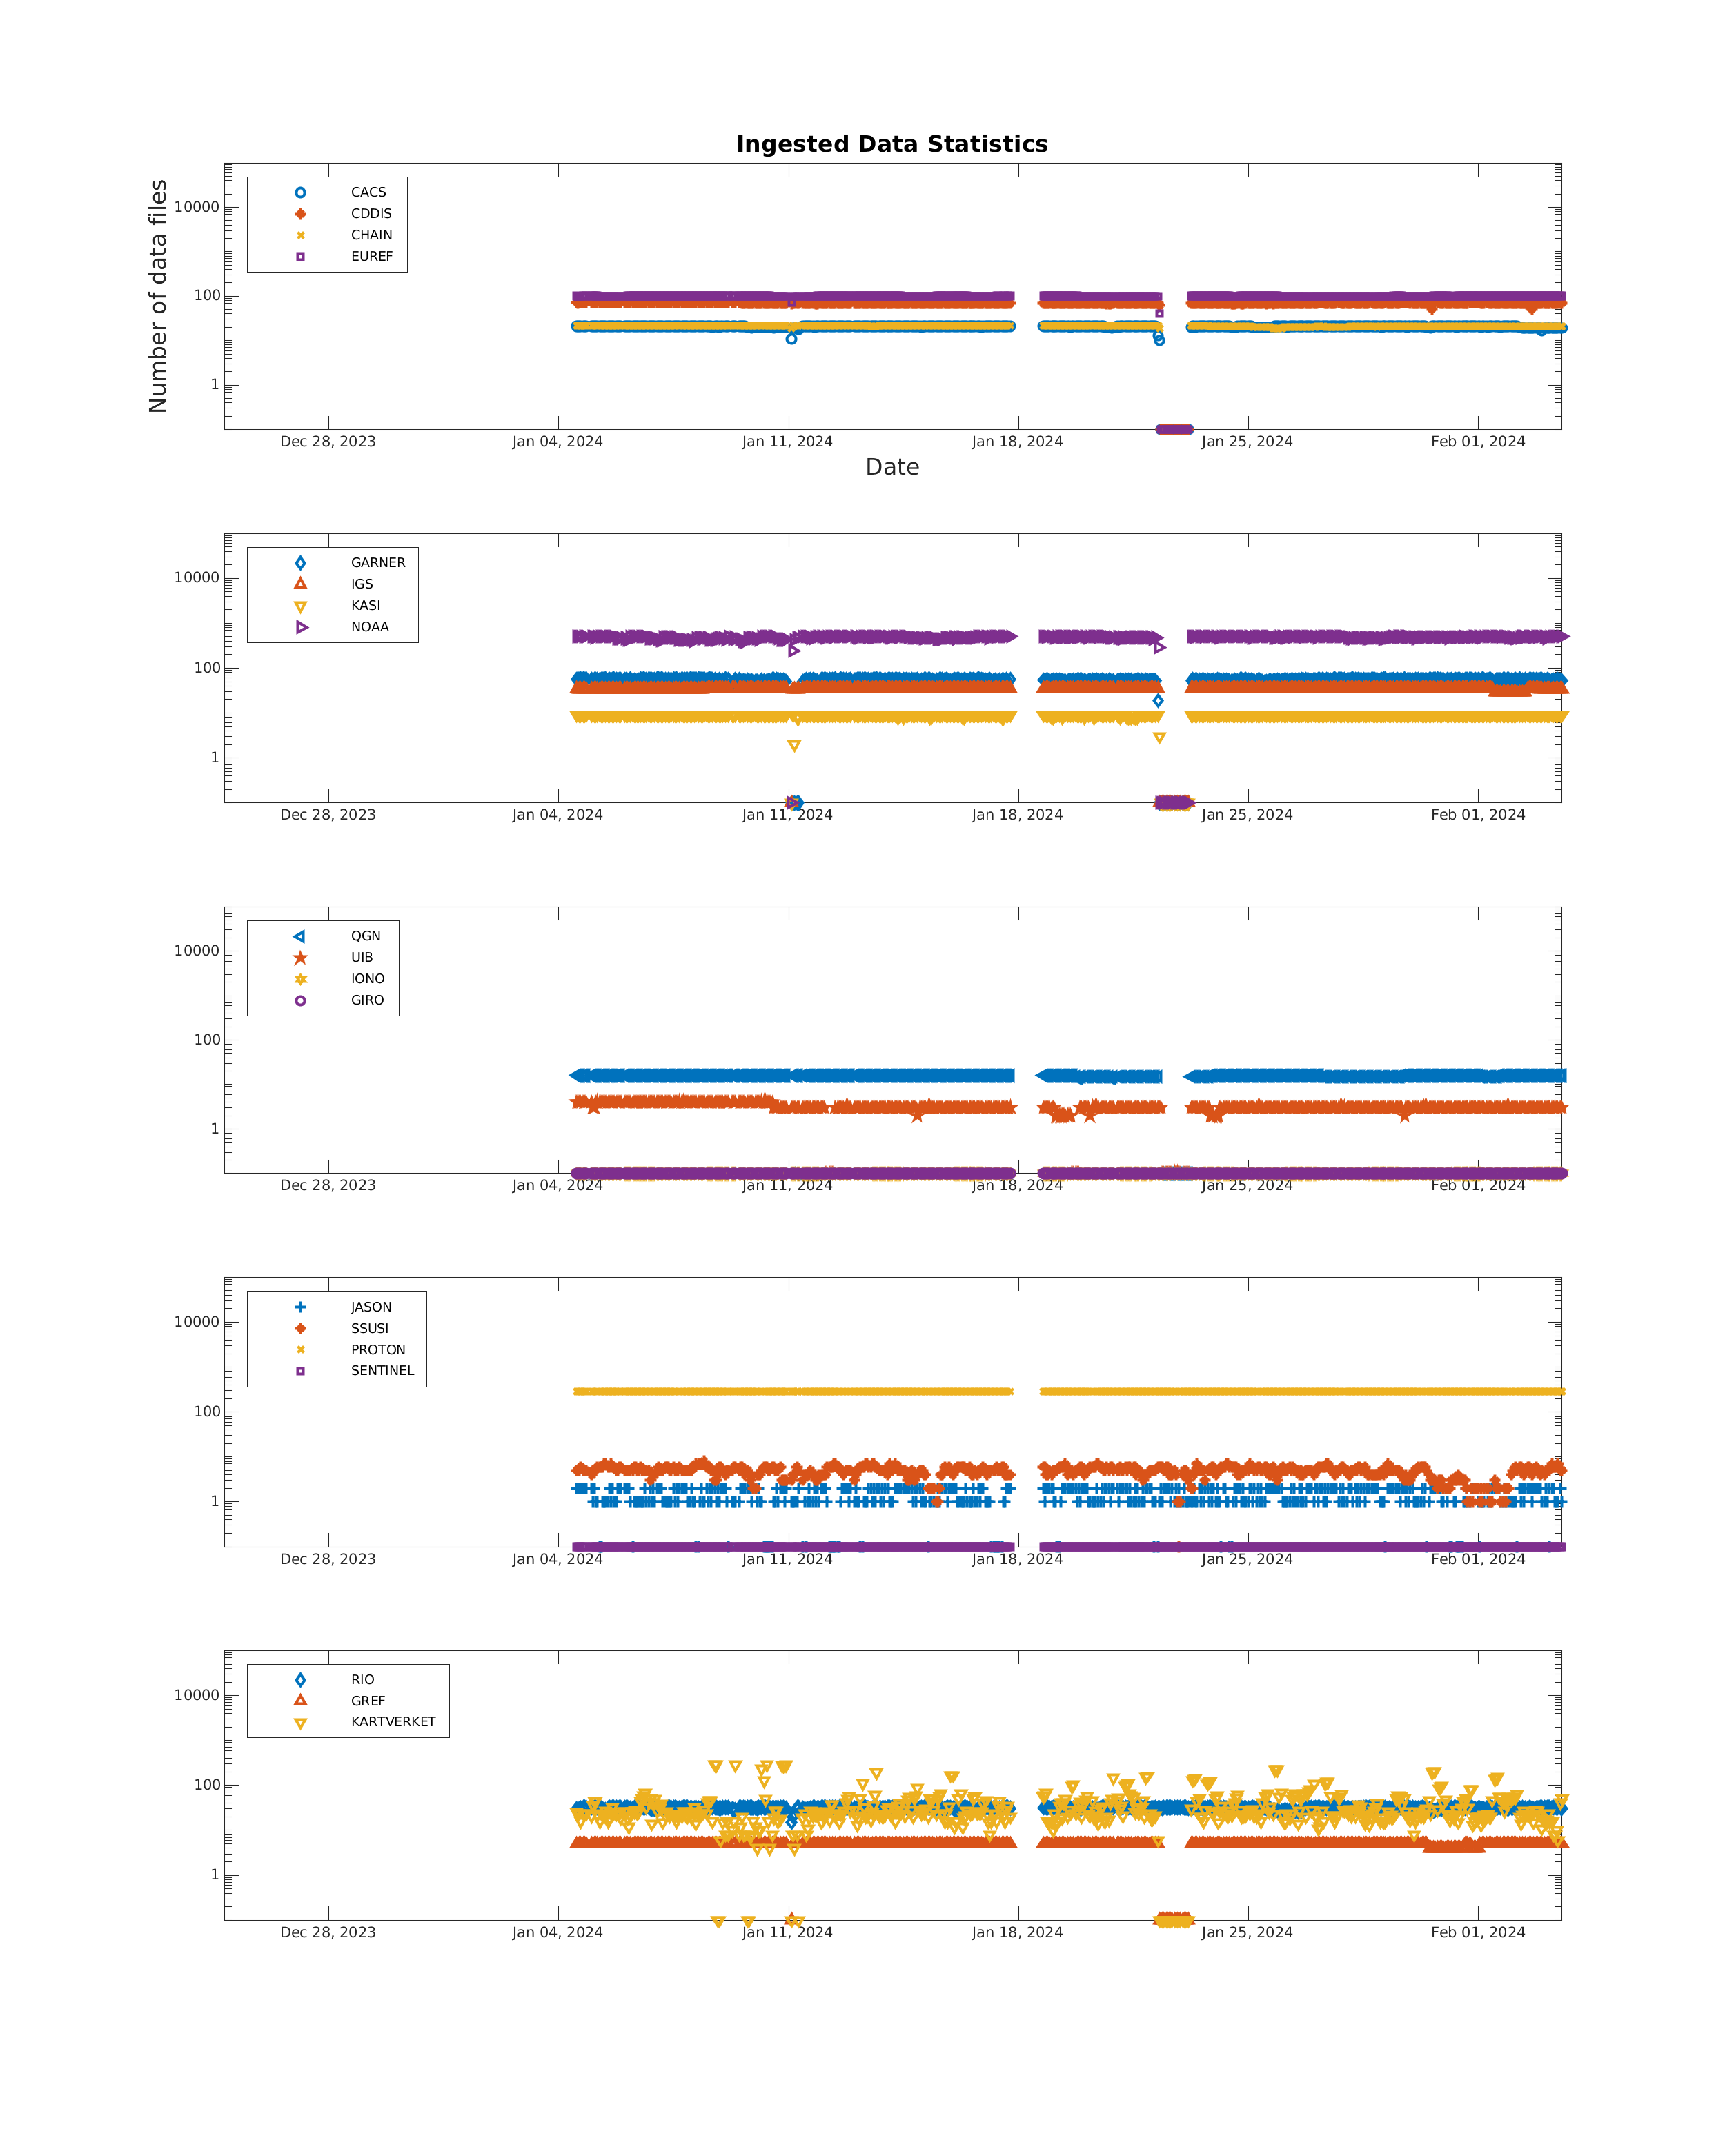 Ingested Data Statistics
Number of data files
10000
100
1
CACS
CDDIS
CHAIN
EUREF
Dec 28, 2023 Jan 04, 2024 Jan 11, 2024 Jan 18, 2024 Jan 25, 2024 Feb 01, 2024
Date
10000
100
1
GARNER
IGS
KASI
NOAA
Dec 28, 2023 Jan 04, 2024 Jan 11, 2024 Jan 18, 2024 Jan 25, 2024 Feb 01, 2024
10000
100
1
QGN
UIB
IONO
GIRO
Dec 28, 2023 Jan 04, 2024 Jan 11, 2024 Jan 18, 2024 Jan 25, 2024 Feb 01, 2024
10000
100
1
JASON
SSUSI
PROTON
SENTINEL
Dec 28, 2023 Jan 04, 2024 Jan 11, 2024 Jan 18, 2024 Jan 25, 2024 Feb 01, 2024
10000
100
1
RIO
GREF
KARTVERKET
Dec 28, 2023 Jan 04, 2024 Jan 11, 2024 Jan 18, 2024 Jan 25, 2024 Feb 01, 2024